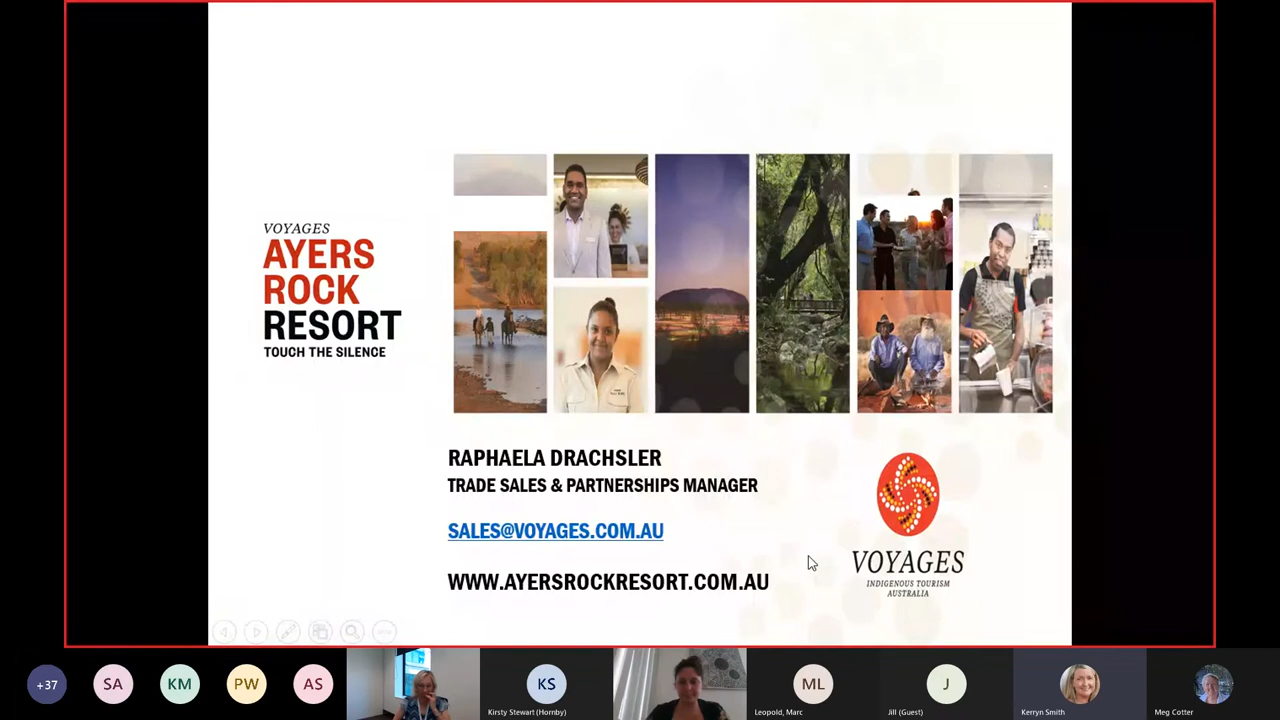 VOYAGES
AYERS
ROCK
RESORT
TOUCH THE SILENCE
RAPHAELA DRACHSLER
TRADE SALES & PARTNERSHIPS MANAGER
SALES@VOYAGES.COM.AU
WWW.AYERSROCKRESORT.COM.AU
VOYAGES
INDIGENOUS TOURISM
AUSTRALIA
+37
SA
KM
PW
AS
KS
Kirsty Stewart (Hornby)
ML
Leopold, Marc
J
Jill (Guest)
Kerryn Smith
Meg Cotter